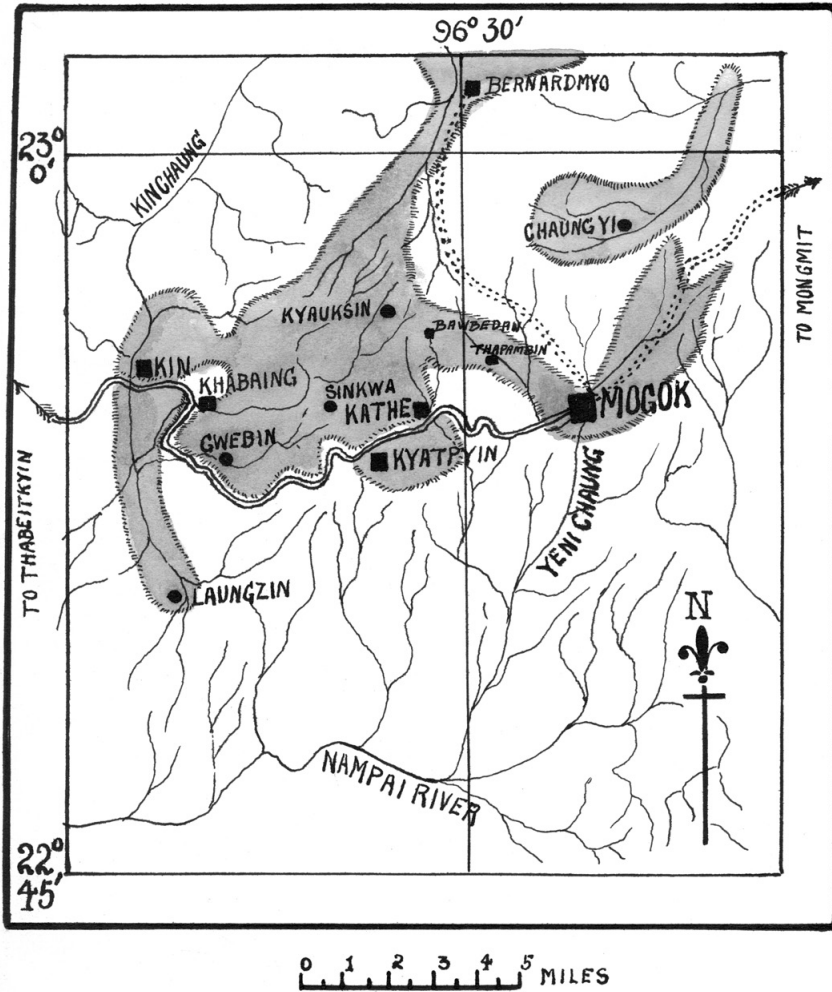 96° 30'
BERNARDMYO
23°
0'
KINCHAUNG
CHAUNGYI
TO MONGMIT
KYAUKSIN
BAWBEDAN
THAPAMBIN
KIN
KHABAING
SINKWA
KATHE
MOGOK
GWEBIN
KYATPYIN
TO THABEITKYIN
YENI CHAUNG
LAUNGZIN
N
NAMPAI RIVER
22°
45'
0 1 2 3 4 5 MILES